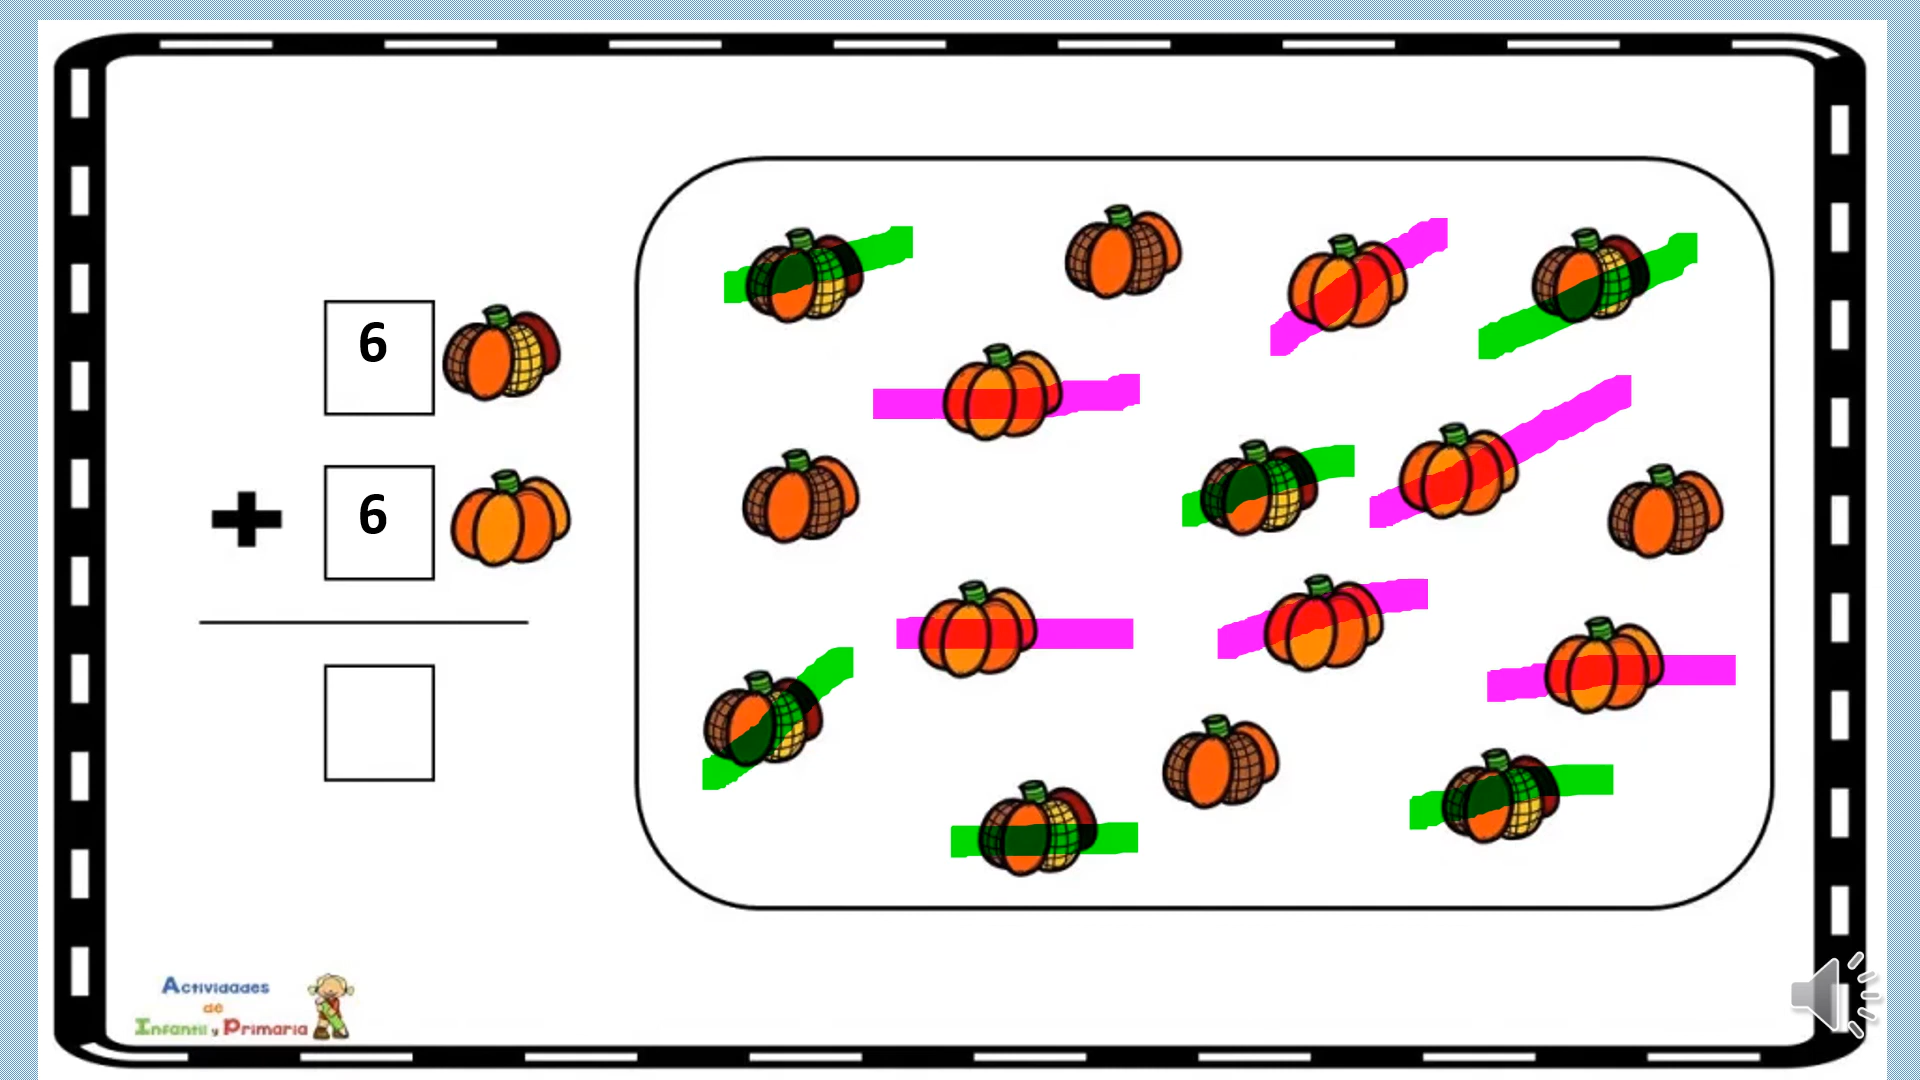 6
+ 6
Actividades
de
Infantil y Primaria